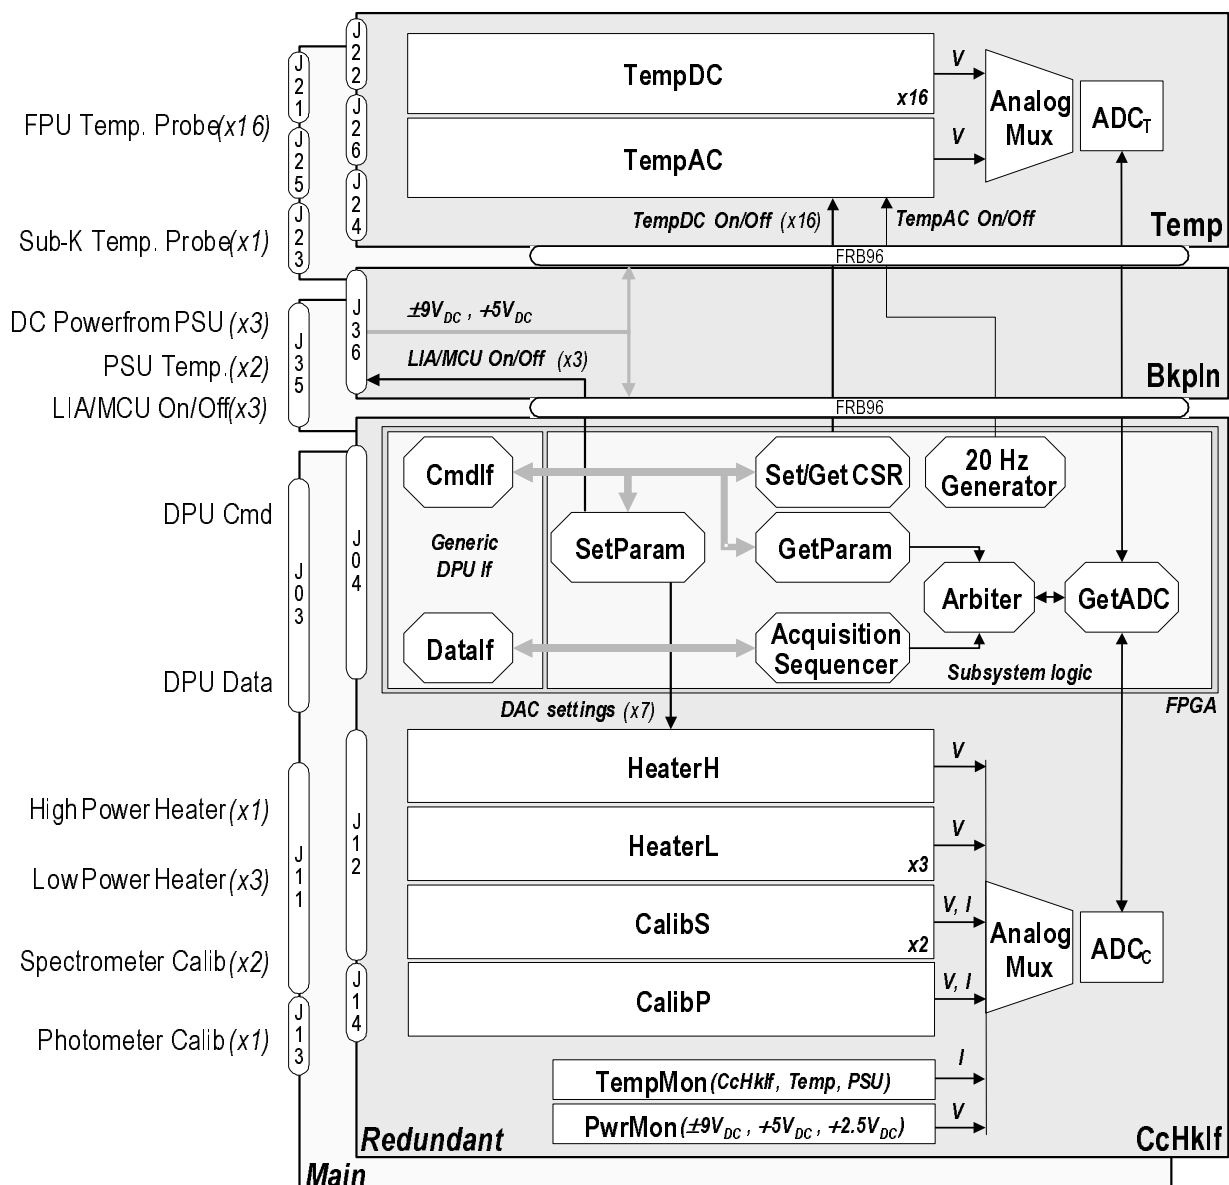 J22
J21
J26
J25
J24
J23
FPU Temp. Probe(x16)
Sub-K Temp. Probe(x1)
TempDC
x16
TempAC
V
V
Analog
Mux
ADCT
TempDC On/Off (x16)
TempAC On/Off
Temp
FRB96
DC Powerfrom PSU (x3)
PSU Temp.(x2)
LIA/MCU On/Off(x3)
J36
J35
±9VDC , +5VDC
LIA/MCU On/Off (x3)
Bkpln
FRB96
DPU Cmd
DPU Data
J03
J04
CmdIf
Generic
DPU If
DataIf
Set/Get CSR
20 Hz
Generator
SetParam
GetParam
Arbiter
GetADC
Acquisition
Sequencer
Subsystem logic
FPGA
DAC settings (x7)
High Power Heater(x1)
Low Power Heater(x3)
Spectrometer Calib(x2)
Photometer Calib(x1)
J11
J12
J13
J14
HeaterH
V
HeaterL
x3
V
CalibS
x2
V, I
CalibP
V, I
Analog
Mux
ADCC
TempMon(CcHkIf, Temp, PSU)
I
PwrMon(±9VDC , +5VDC , +2.5VDC)
V
Redundant
CcHkIf
Main